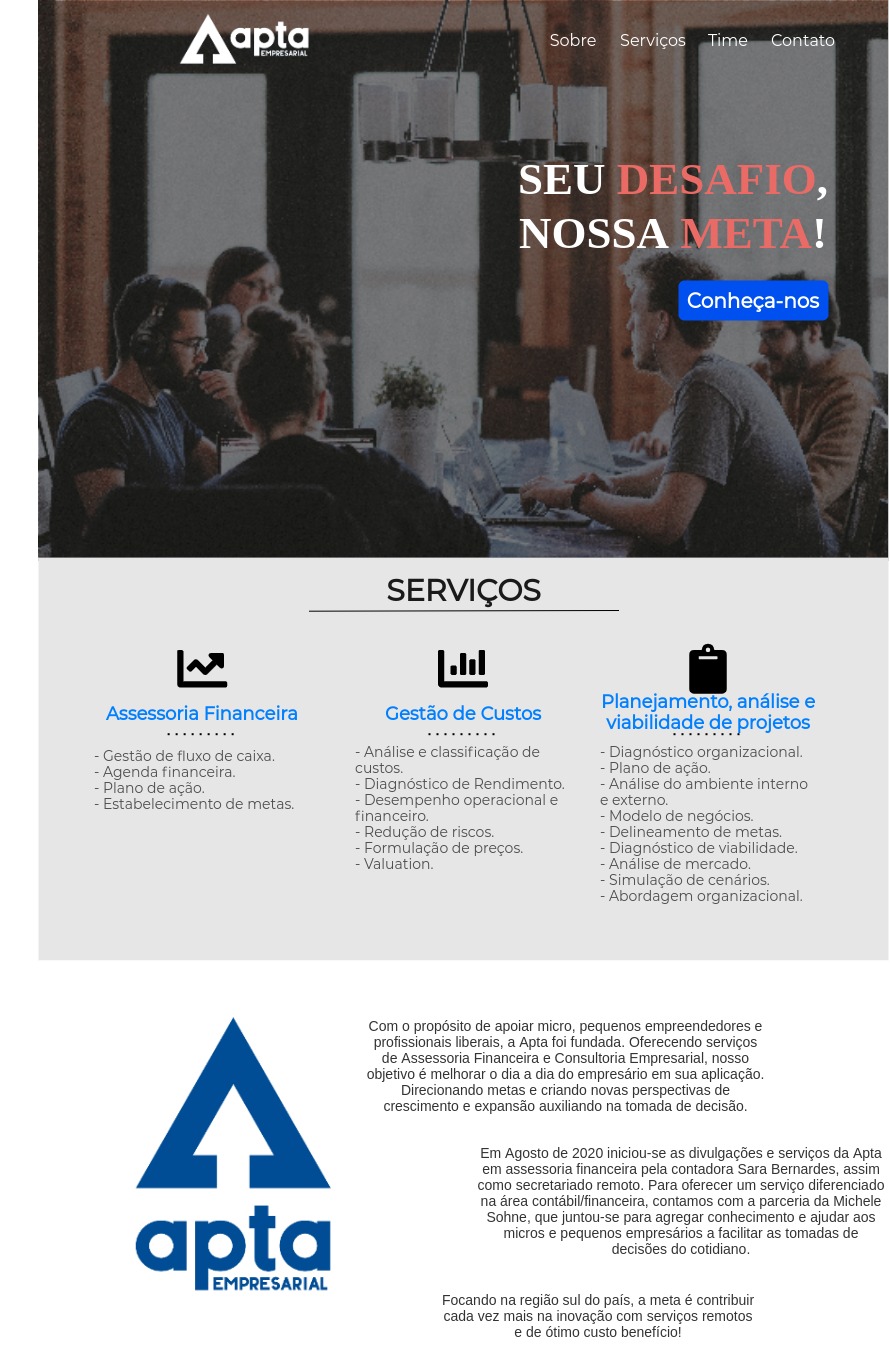 apta
EMPRESARIAL
Sobre Serviços Time Contato
SEU DESAFIO,
NOSSA META!
Conheça-nos
SERVIÇOS
Assessoria Financeira
- Gestão de fluxo de caixa.
- Agenda financeira.
- Plano de ação.
- Estabelecimento de metas.
Gestão de Custos
- Análise e classificação de
custos.
- Diagnóstico de Rendimento.
- Desempenho operacional e
financeiro.
- Redução de riscos.
- Formulação de preços.
- Valuation.
Planejamento, análise e
viabilidade de projetos
- Diagnóstico organizacional.
- Plano de ação.
- Análise do ambiente interno
e externo.
- Modelo de negócios.
- Delineamento de metas.
- Diagnóstico de viabilidade.
- Análise de mercado.
- Simulação de cenários.
- Abordagem organizacional.
apta
EMPRESARIAL
Com o propósito de apoiar micro, pequenos empreendedores e
profissionais liberais, a Apta foi fundada. Oferecendo serviços
de Assessoria Financeira e Consultoria Empresarial, nosso
objetivo é melhorar o dia a dia do empresário em sua aplicação.
Direcionando metas e criando novas perspectivas de
crescimento e expansão auxiliando na tomada de decisão.
Em Agosto de 2020 iniciou-se as divulgações e serviços da Apta
em assessoria financeira pela contadora Sara Bernardes, assim
como secretariado remoto. Para oferecer um serviço diferenciado
na área contábil/financeira, contamos com a parceria da Michele
Sohne, que juntou-se para agregar conhecimento e ajudar aos
micros e pequenos empresários a facilitar as tomadas de
decisões do cotidiano.
Focando na região sul do país, a meta é contribuir
cada vez mais na inovação com serviços remotos
e de ótimo custo benefício!